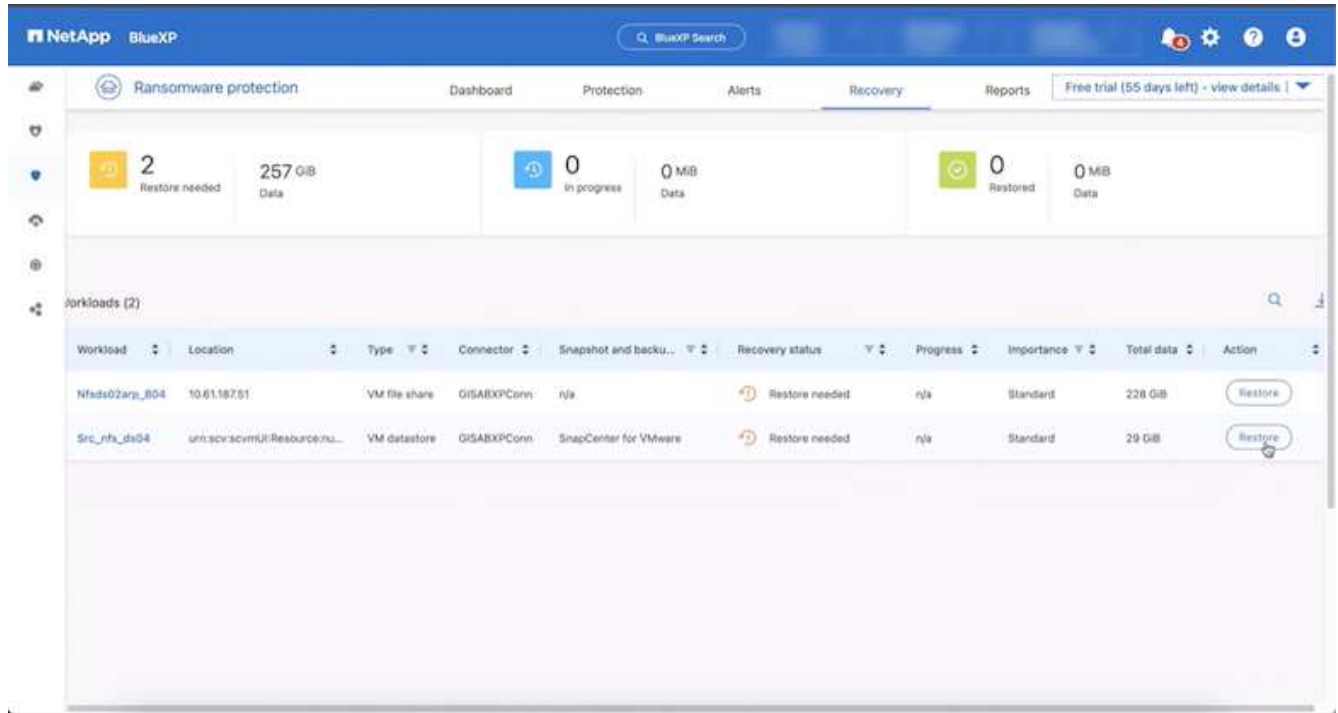 NetApp BlueXP BlueXP Search 4
Ransomware protection Dashboard Protection Alerts Recovery Reports Free trial (55 days left) - view details |
2 257 GiB 0 0 MiB 0 0 MiB
Restore needed Data In progress Data Restored Data
Workloads (2)
Workload Location Type Connector Snapshot and backu... Recovery status Progress Importance Total data Action
Nfsds02arp_804 10.61.187.51 VM file share GISABXPConn n/a Restore needed n/a Standard 228 GiB Restore
Src_nfs_ds04 urn:scv:scvmUI:Resource:nu... VM datastore GISABXPConn SnapCenter for VMware Restore needed n/a Standard 29 GiB Restore